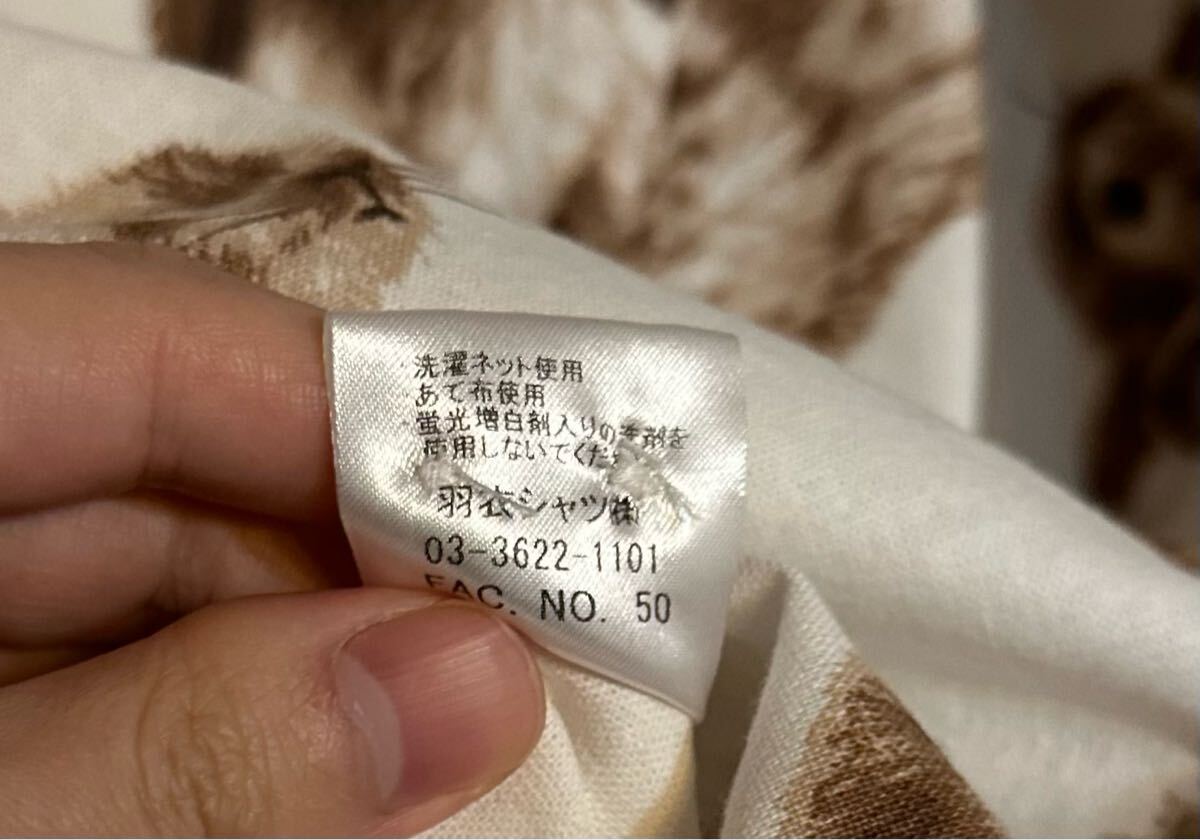 ・洗濯ネット使用
あて布使用
・蛍光増白剤入りの洗剤を
使用しないでくだ
羽衣シャツ㈱
03-3622-1101
FAC. NO. 50